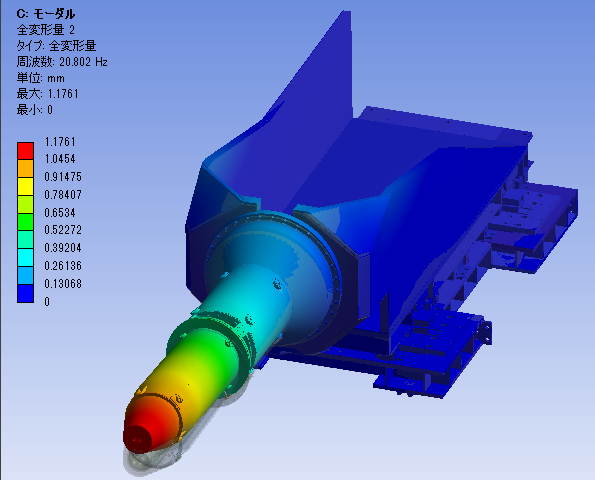 C: モーダル
全変形量 2
タイプ: 全変形量
周波数: 20.802 Hz
単位: mm
最大: 1.1761
最小: 0
1.1761
1.0454
0.91475
0.78407
0.6534
0.52272
0.39204
0.26136
0.13068
0